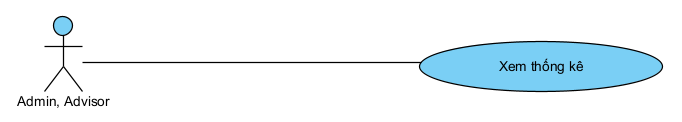 Xem thống kê
Admin, Advisor